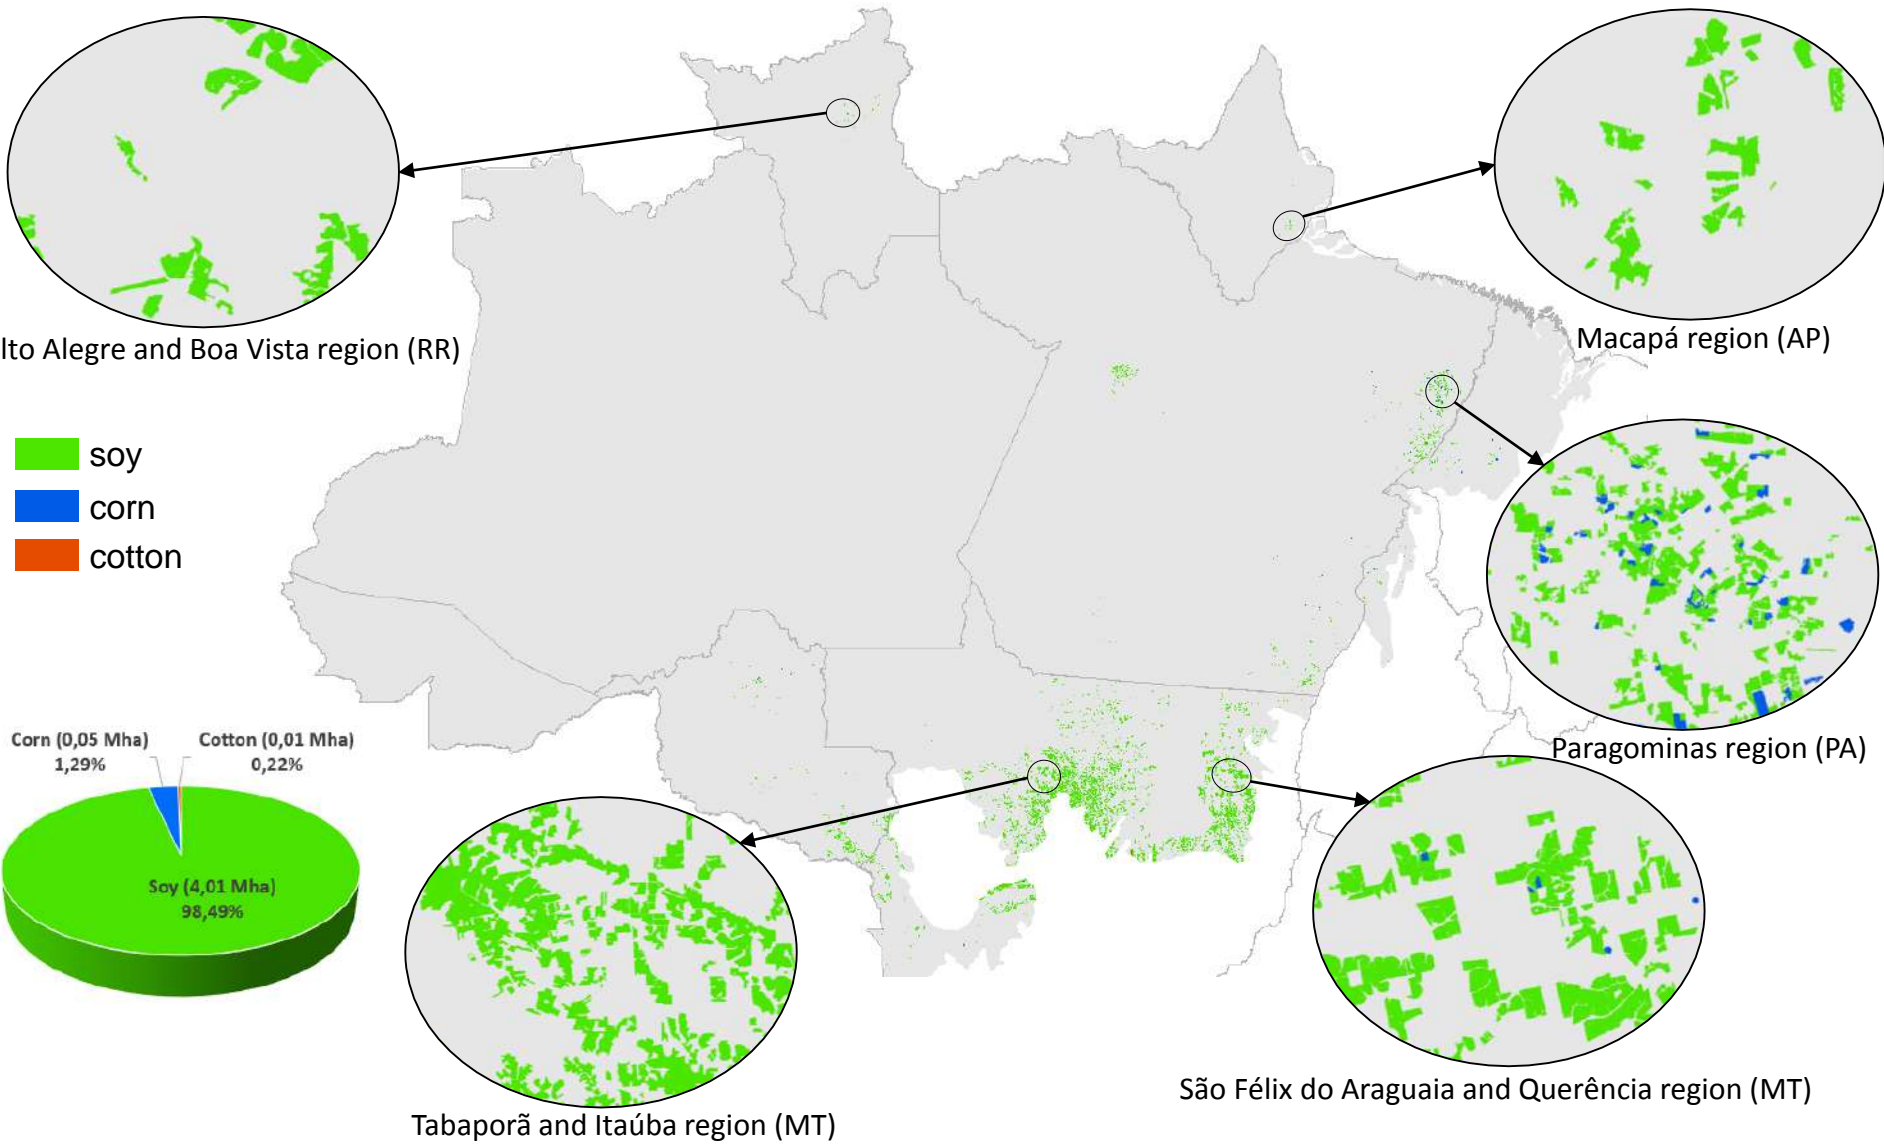 lto Alegre and Boa Vista region (RR)
Macapá region (AP)
soy
corn
cotton
Paragominas region (PA)
Corn (0,05 Mha)
1,29%
Cotton (0,01 Mha)
0,22%
Soy (4,01 Mha)
98,49%
São Félix do Araguaia and Querência region (MT)
Tabaporã and Itaúba region (MT)